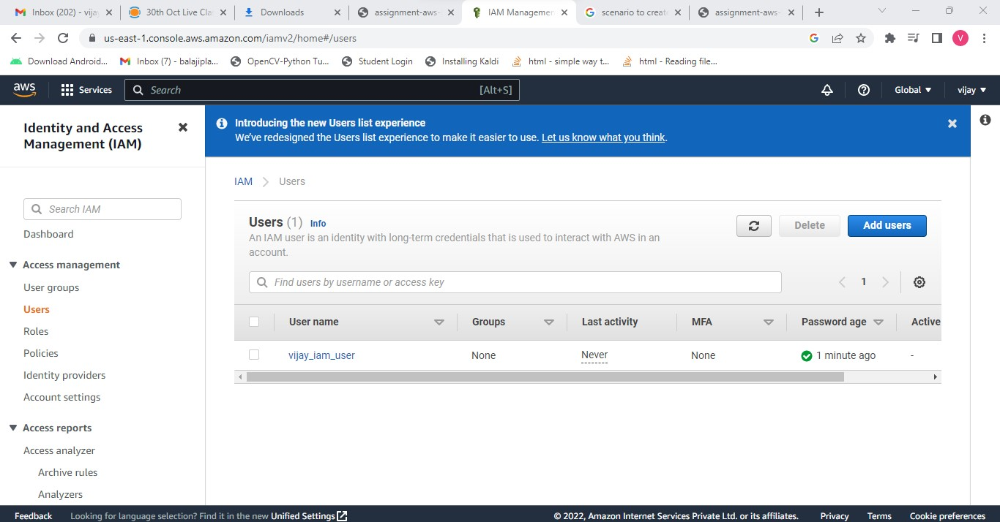 Inbox (202) - vijay
30th Oct Live Cla
Downloads
assignment-aws-
IAM Managemen
scenario to create
assignment-aws-
us-east-1.console.aws.amazon.com/iamv2/home#/users
V
Download Android...
Inbox (7) - balajipla...
OpenCV-Python Tu...
Student Login
Installing Kaldi
html - simple way t...
html - Reading file...
aws
Services
Search
[Alt+S]
Global
vijay
Identity and Access
Management (IAM)
Search IAM
Dashboard
Access management
User groups
Users
Roles
Policies
Identity providers
Account settings
Access reports
Access analyzer
Archive rules
Analyzers
Introducing the new Users list experience
We've redesigned the Users list experience to make it easier to use. Let us know what you think.
IAM
Users
Users (1) Info
An IAM user is an identity with long-term credentials that is used to interact with AWS in an
account.
Delete
Add users
Find users by username or access key
1
User name
Groups
Last activity
MFA
Password age
Active
vijay_iam_user
None
Never
None
1 minute ago
-
Feedback
Looking for language selection? Find it in the new Unified Settings
© 2022, Amazon Internet Services Private Ltd. or its affiliates.
Privacy
Terms
Cookie preferences